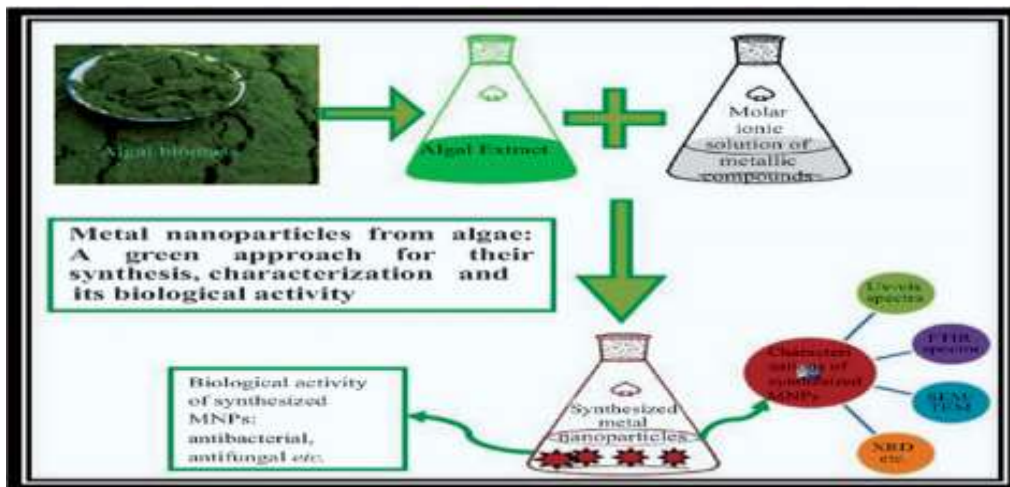 Algal biomass
Algal Extract
Molar
ionic
solution of
metallic
compounds
Metal nanoparticles from algae:
A green approach for their
synthesis, characterization and
its biological activity
Biological activity
of synthesized
MNPs:
antibacterial,
antifungal etc.
Synthesized
metal
nanoparticles
Characteri
sations of
synthesized
MNPs
Uv-vis
spectra
FTIR
spectra
SEM/
TEM
XRD
etc.